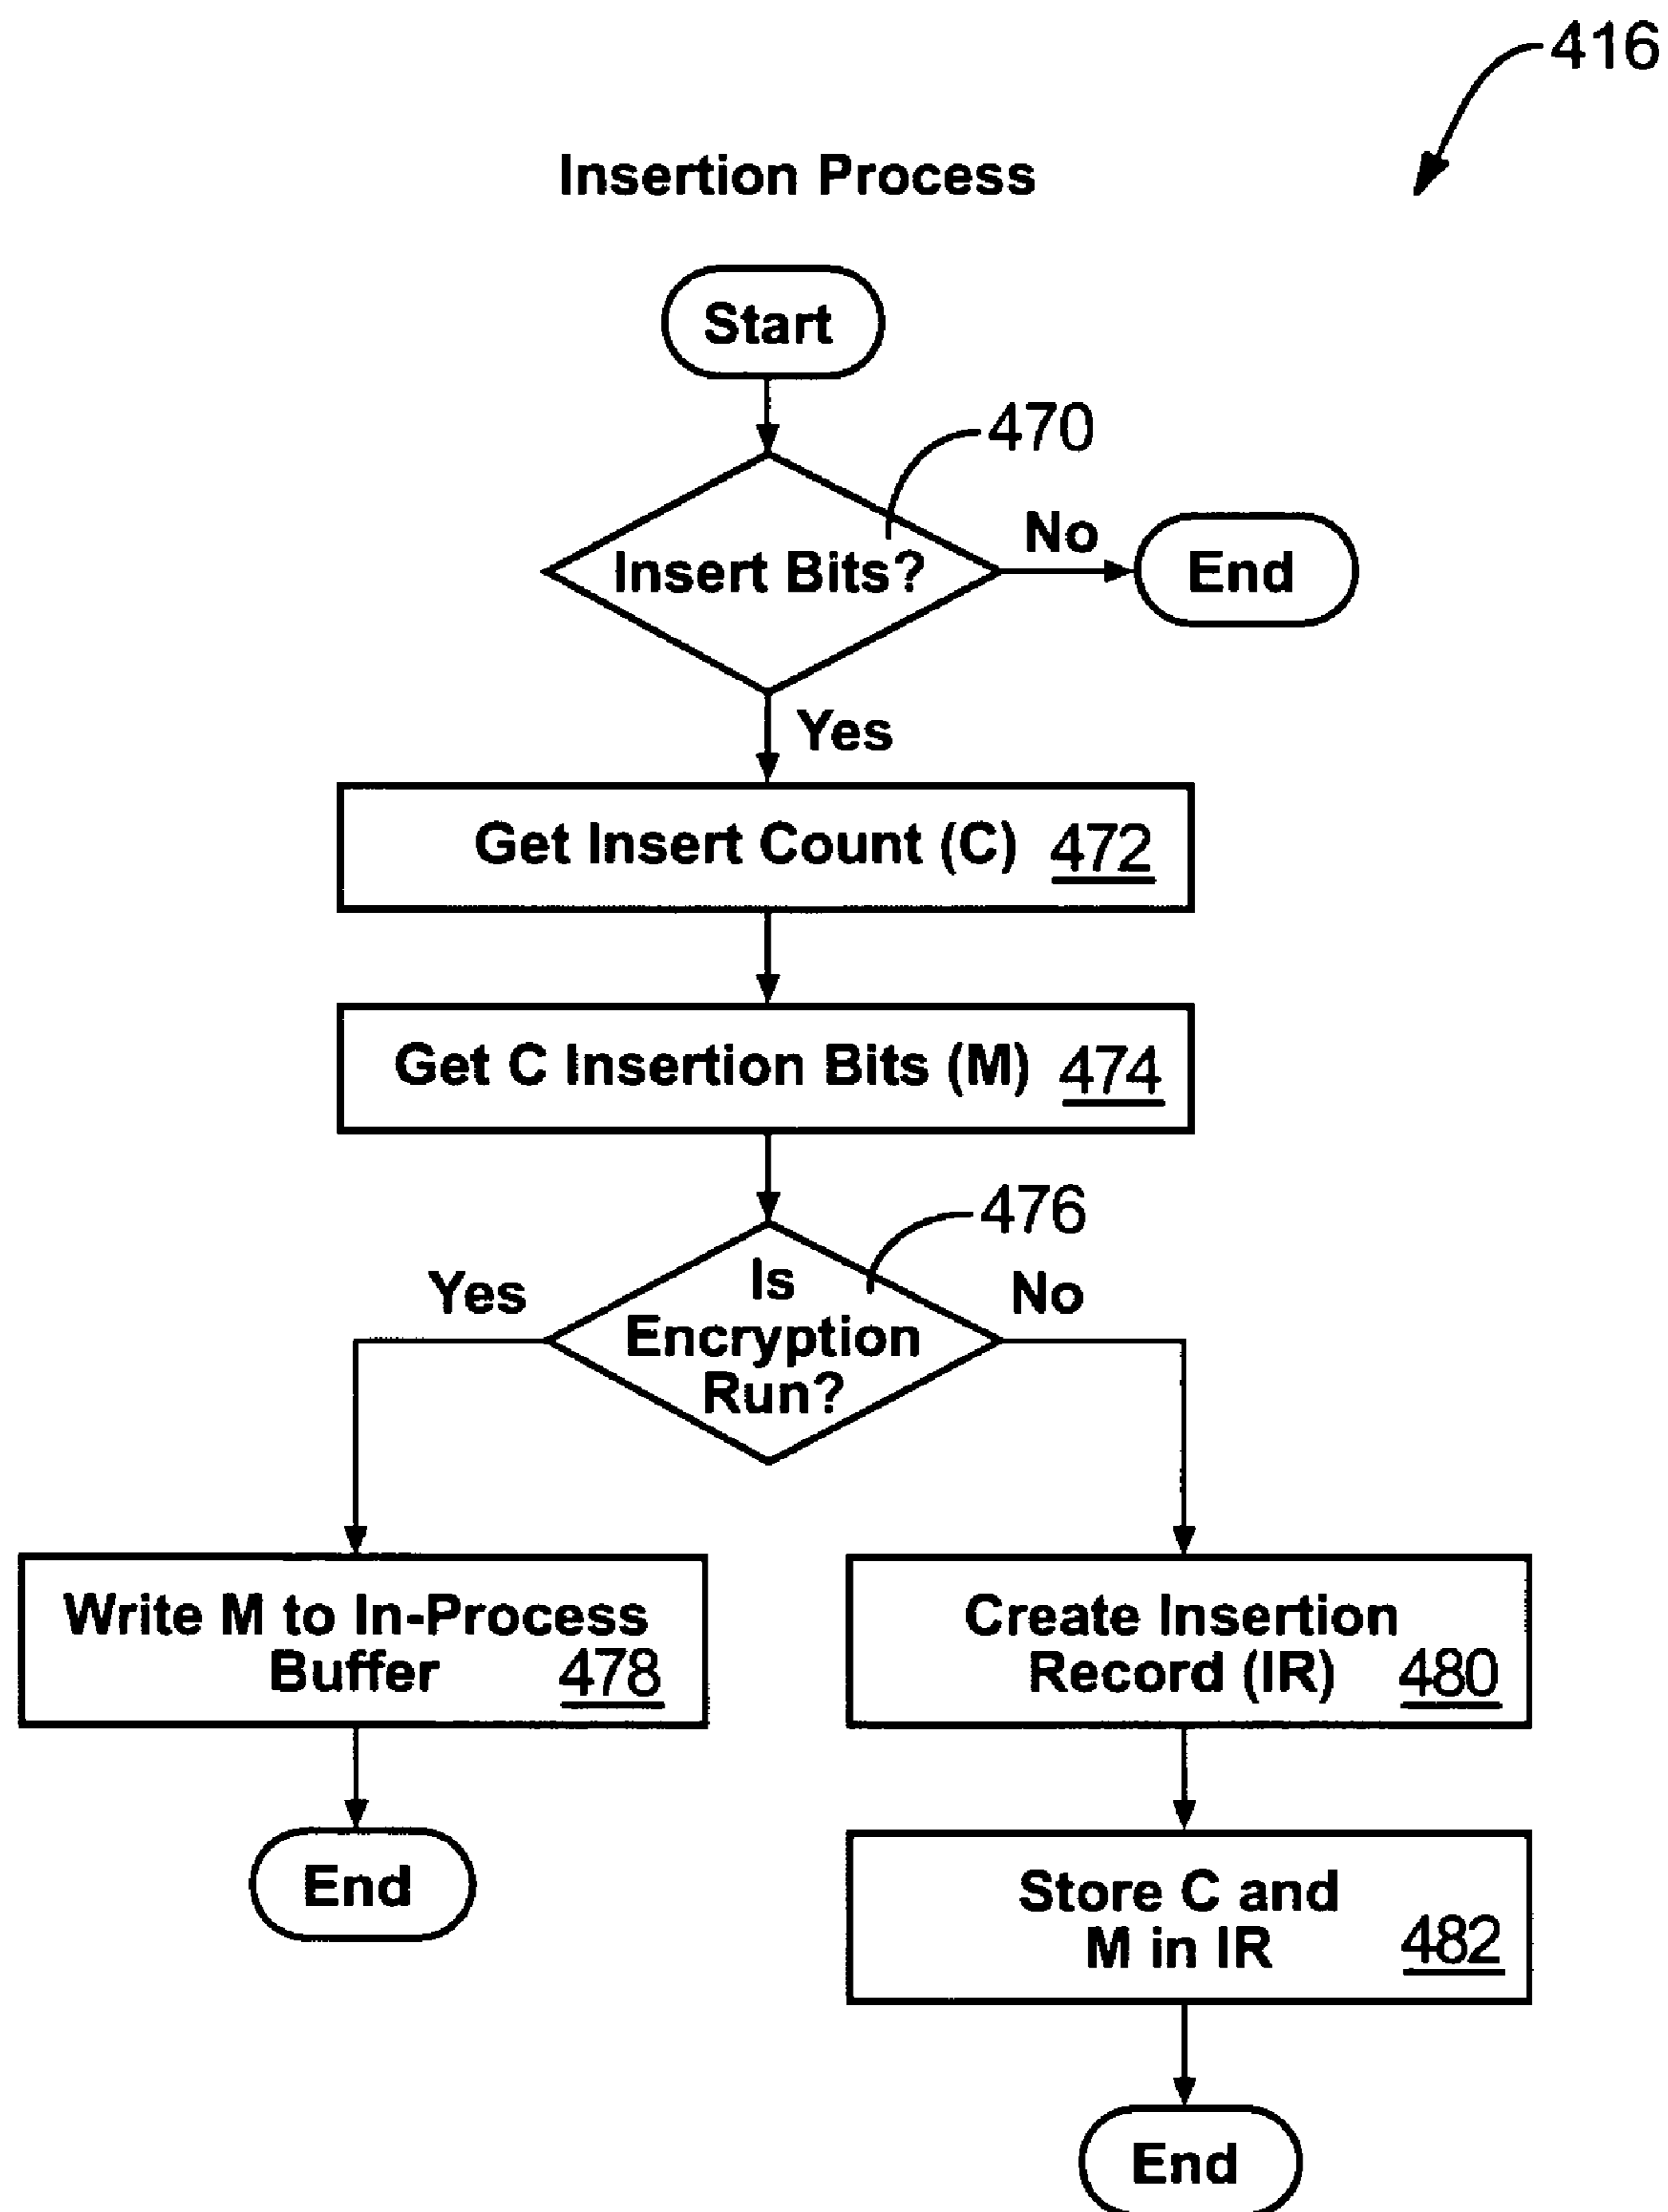 416
Insertion Process
Start
470
Insert Bits?
No
End
Yes
Get Insert Count (C) 472
Get C Insertion Bits (M) 474
476
Yes
Is
Encryption
Run?
No
Write M to In-Process
Buffer 478
End
Create Insertion
Record (IR) 480
Store C and
M in IR 482
End